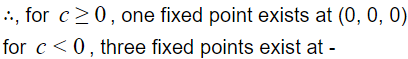 ∴, for c ≥ 0, one fixed point exists at (0, 0, 0)
for c < 0, three fixed points exist at -